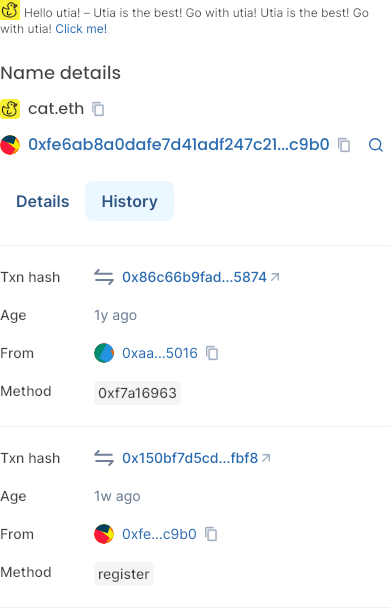 Hello utia! – Utia is the best! Go with utia! Utia is the best! Go
with utia! Click me!
Name details
cat.eth
0xfe6ab8a0dafe7d41adf247c21...c9b0
Details History
Txn hash 0x86c66b9fad...5874
Age 1y ago
From 0xaa...5016
Method 0xf7a16963
Txn hash 0x150bf7d5cd...fbf8
Age 1w ago
From 0xfe...c9b0
Method register